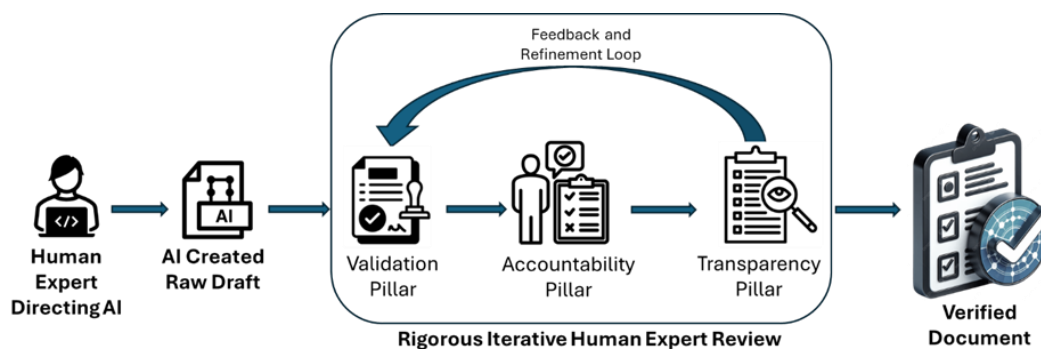 Feedback and
Refinement Loop
</>
AI
Human
Expert
Directing AI
AI Created
Raw Draft
Validation
Pillar
Accountability
Pillar
Transparency
Pillar
Verified
Document
Rigorous Iterative Human Expert Review